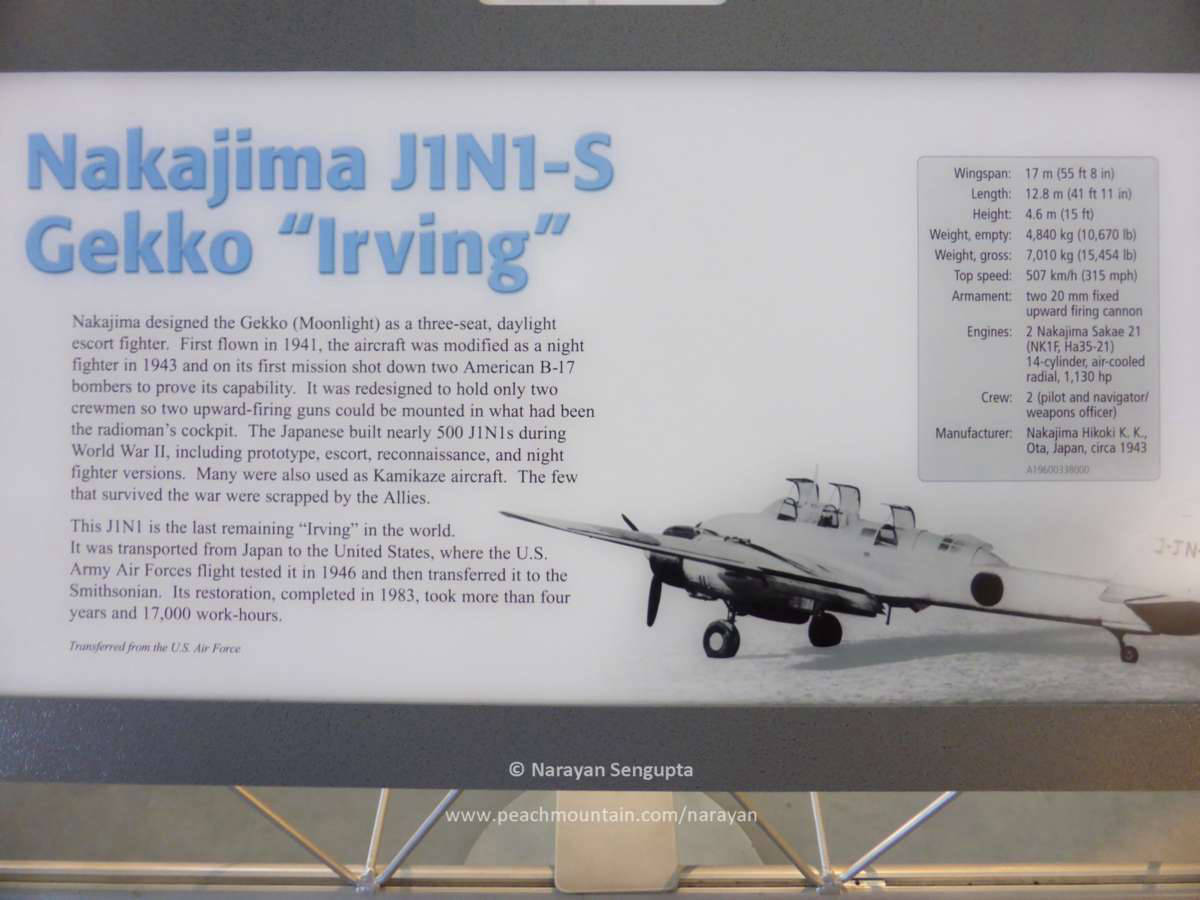 Nakajima J1N1-S
Gekko “Irving”
Nakajima designed the Gekko (Moonlight) as a three-seat, daylight
escort fighter. First flown in 1941, the aircraft was modified as a night
fighter in 1943 and on its first mission shot down two American B-17
bombers to prove its capability. It was redesigned to hold only two
crewmen so two upward-firing guns could be mounted in what had been
the radioman’s cockpit. The Japanese built nearly 500 J1N1s during
World War II, including prototype, escort, reconnaissance, and night
fighter versions. Many were also used as Kamikaze aircraft. The few
that survived the war were scrapped by the Allies.
This J1N1 is the last remaining “Irving” in the world.
It was transported from Japan to the United States, where the U.S.
Army Air Forces flight tested it in 1946 and then transferred it to the
Smithsonian. Its restoration, completed in 1983, took more than four
years and 17,000 work-hours.
Transferred from the U.S. Air Force
Wingspan: 17 m (55 ft 8 in)
Length: 12.8 m (41 ft 11 in)
Height: 4.6 m (15 ft)
Weight, empty: 4,840 kg (10,670 lb)
Weight, gross: 7,010 kg (15,454 lb)
Top speed: 507 km/h (315 mph)
Armament: two 20 mm fixed
upward firing cannon
Engines: 2 Nakajima Sakae 21
(NK1F, Ha35-21)
14-cylinder, air-cooled
radial, 1,130 hp
Crew: 2 (pilot and navigator/
weapons officer)
Manufacturer: Nakajima Hikoki K. K.,
Ota, Japan, circa 1943
A19600338000
© Narayan Sengupta
www.peachmountain.com/narayan